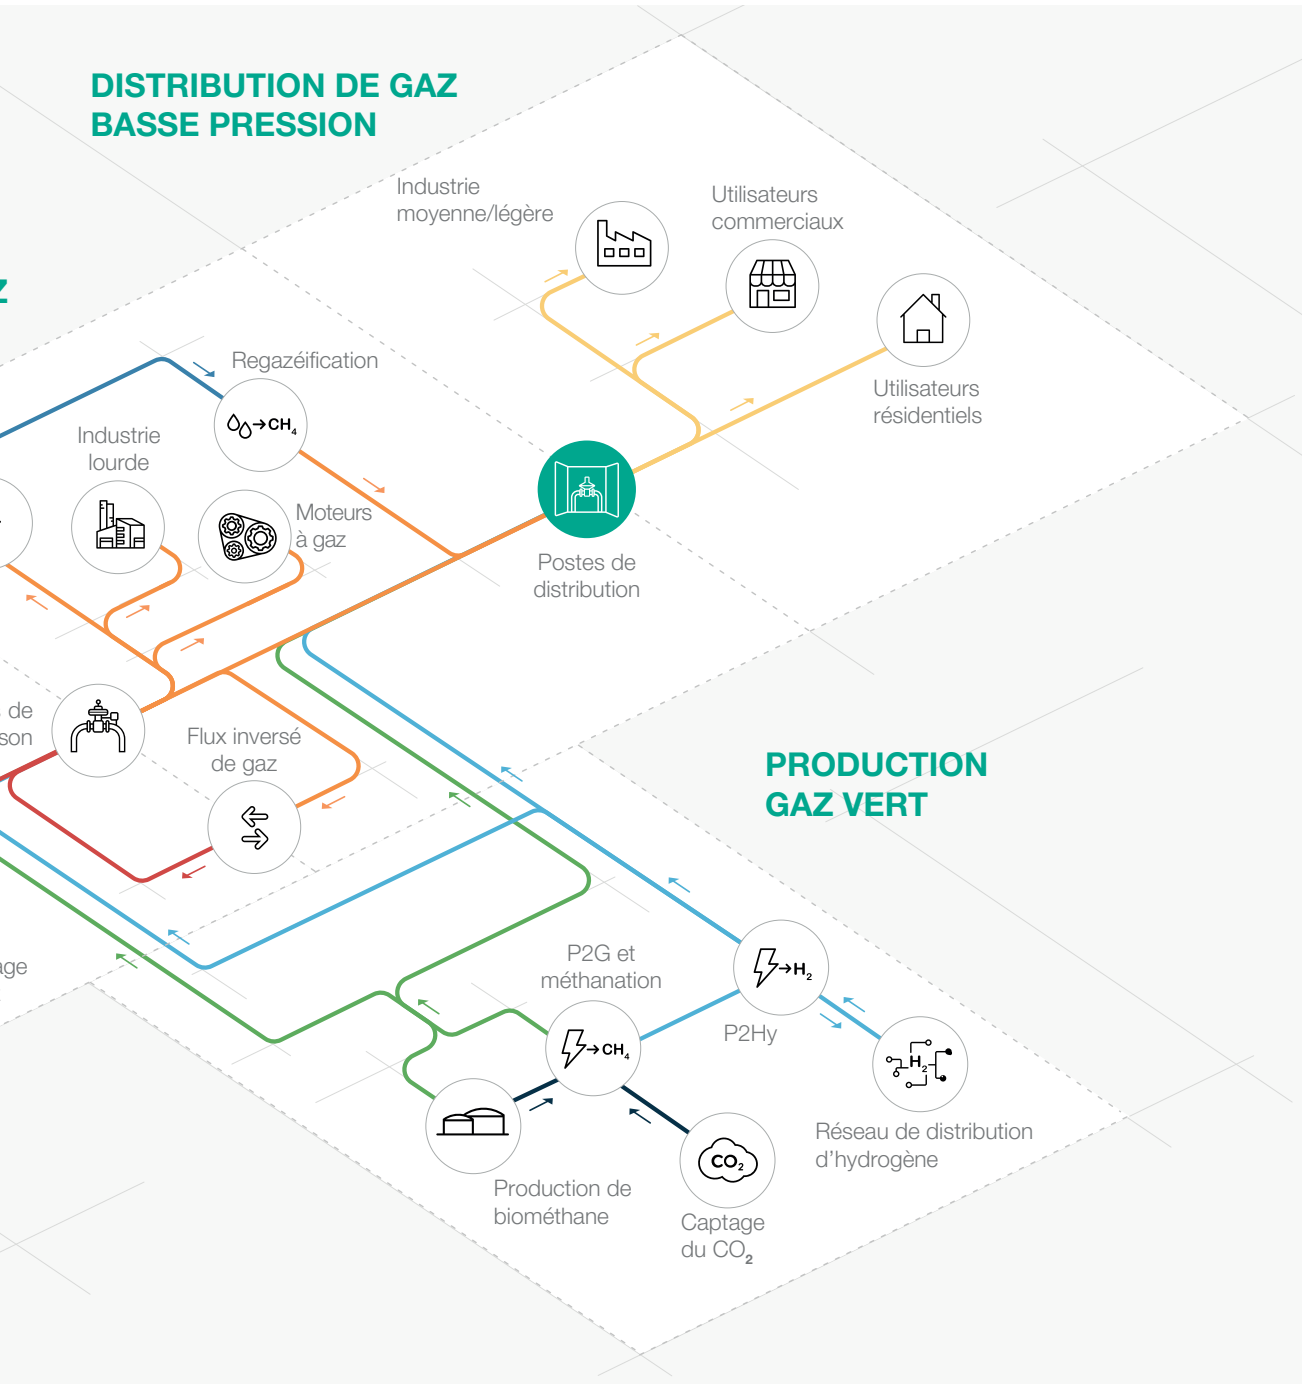 DISTRIBUTION DE GAZ
BASSE PRESSION
Industrie
moyenne/légère
Utilisateurs
commerciaux
Z
Regazéification
→CH₄
Utilisateurs
résidentiels
Industrie
lourde
Moteurs
à gaz
Postes de
distribution
de
son
Flux inversé
de gaz
PRODUCTION
GAZ VERT
age
P2G et
méthanation
→H₂
P2Hy
→CH₄
H₂
Réseau de distribution
d'hydrogène
CO₂
Production de
biométhane
Captage
du CO₂